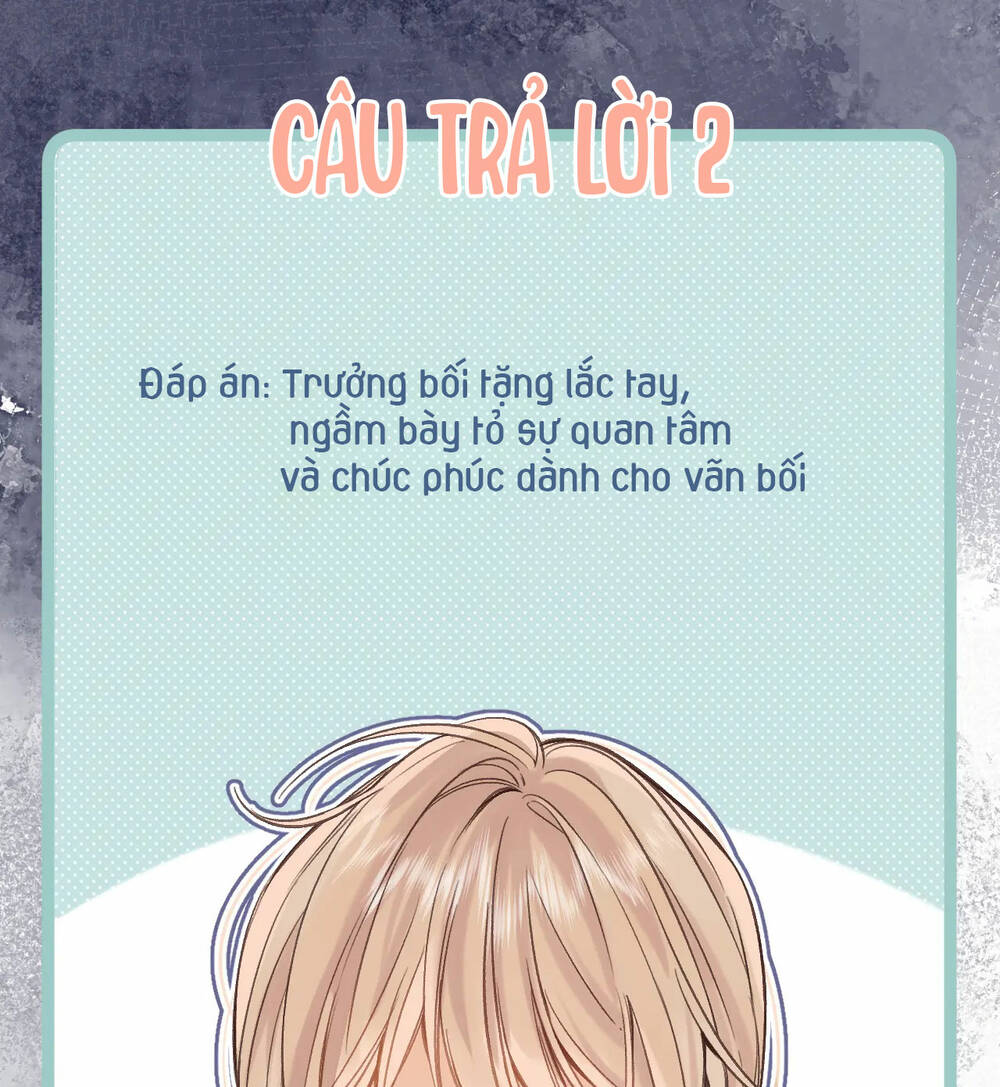 CÂU TRẢ LỜI 2
Đáp án: Trưởng bối tặng lắc tay,
ngầm bày tỏ sự quan tâm
và chúc phúc dành cho vãn bối